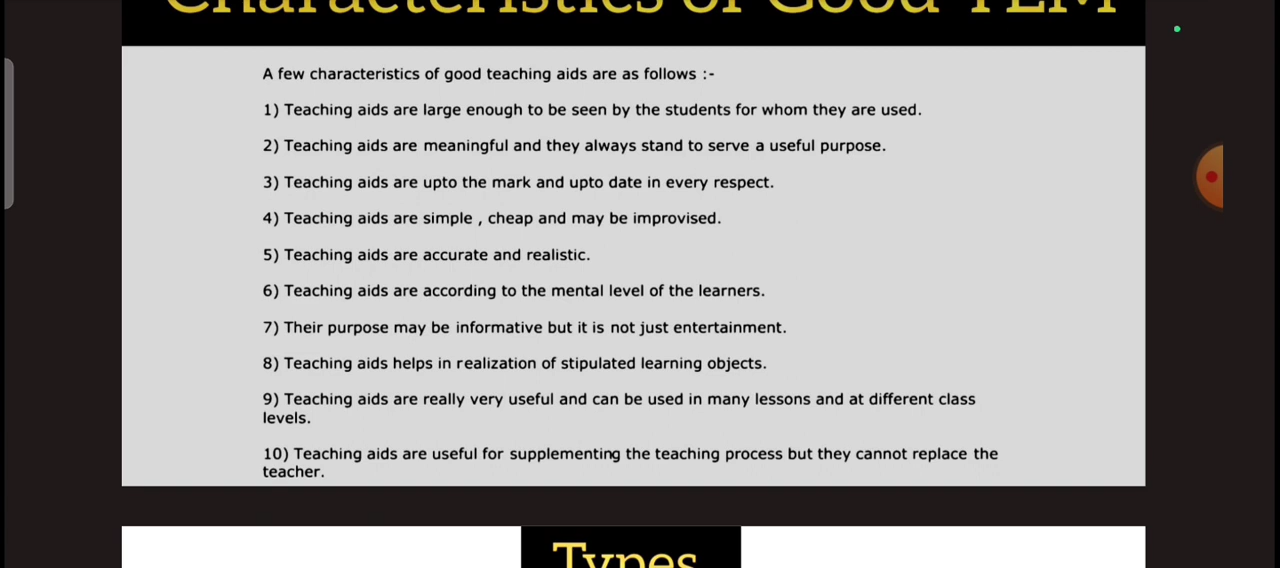 Characteristics of Good TLM
A few characteristics of good teaching aids are as follows :-
1) Teaching aids are large enough to be seen by the students for whom they are used.
2) Teaching aids are meaningful and they always stand to serve a useful purpose.
3) Teaching aids are upto the mark and upto date in every respect.
4) Teaching aids are simple , cheap and may be improvised.
5) Teaching aids are accurate and realistic.
6) Teaching aids are according to the mental level of the learners.
7) Their purpose may be informative but it is not just entertainment.
8) Teaching aids helps in realization of stipulated learning objects.
9) Teaching aids are really very useful and can be used in many lessons and at different class
levels.
10) Teaching aids are useful for supplementing the teaching process but they cannot replace the
teacher.
Types